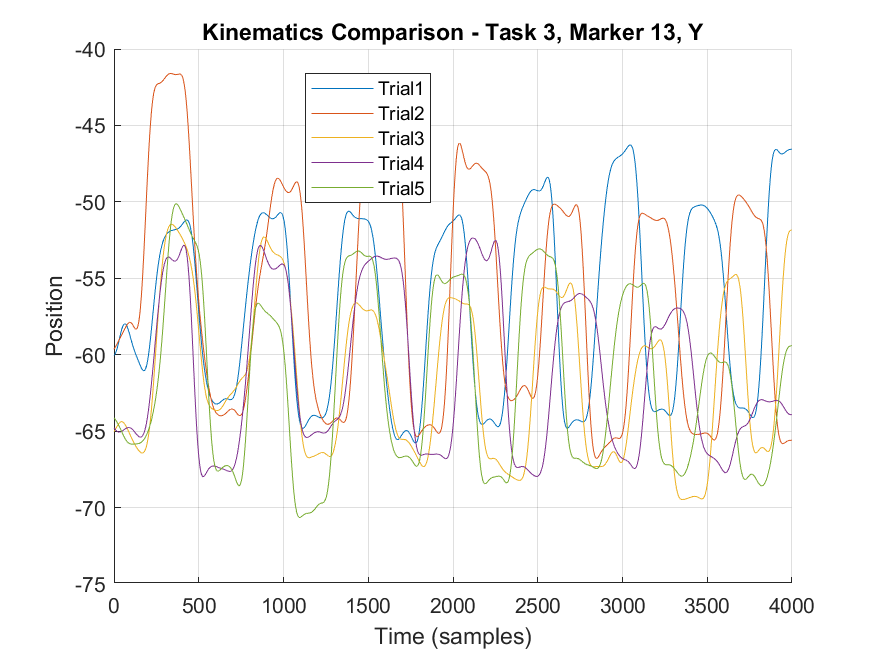 Kinematics Comparison - Task 3, Marker 13, Y
-40
-45
-50
-55
-60
-65
-70
-75
Position
Trial1
Trial2
Trial3
Trial4
Trial5
0 500 1000 1500 2000 2500 3000 3500 4000
Time (samples)